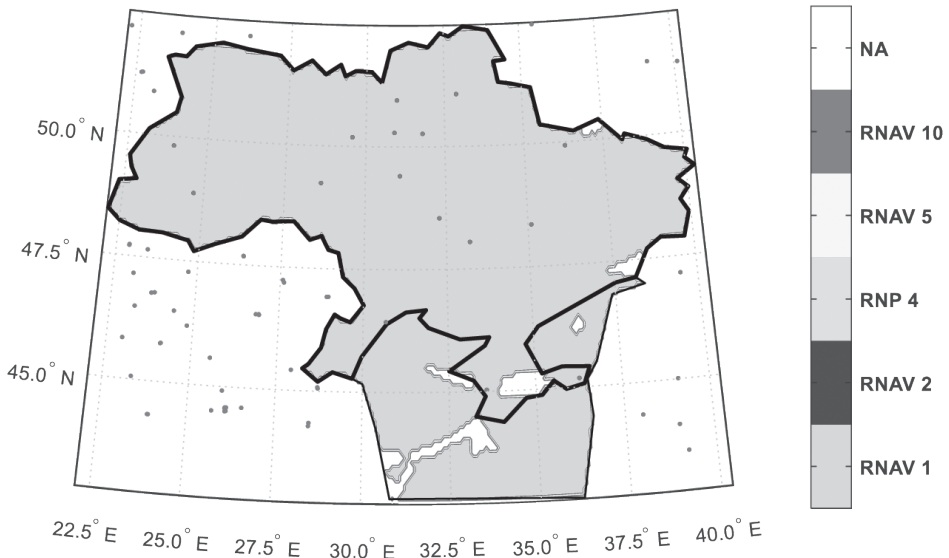 50.0° N
47.5° N
45.0° N
22.5° E
25.0° E
27.5° E
30.0° E
32.5° E
35.0° E
37.5° E
40.0° E
NA
RNAV 10
RNAV 5
RNP 4
RNAV 2
RNAV 1